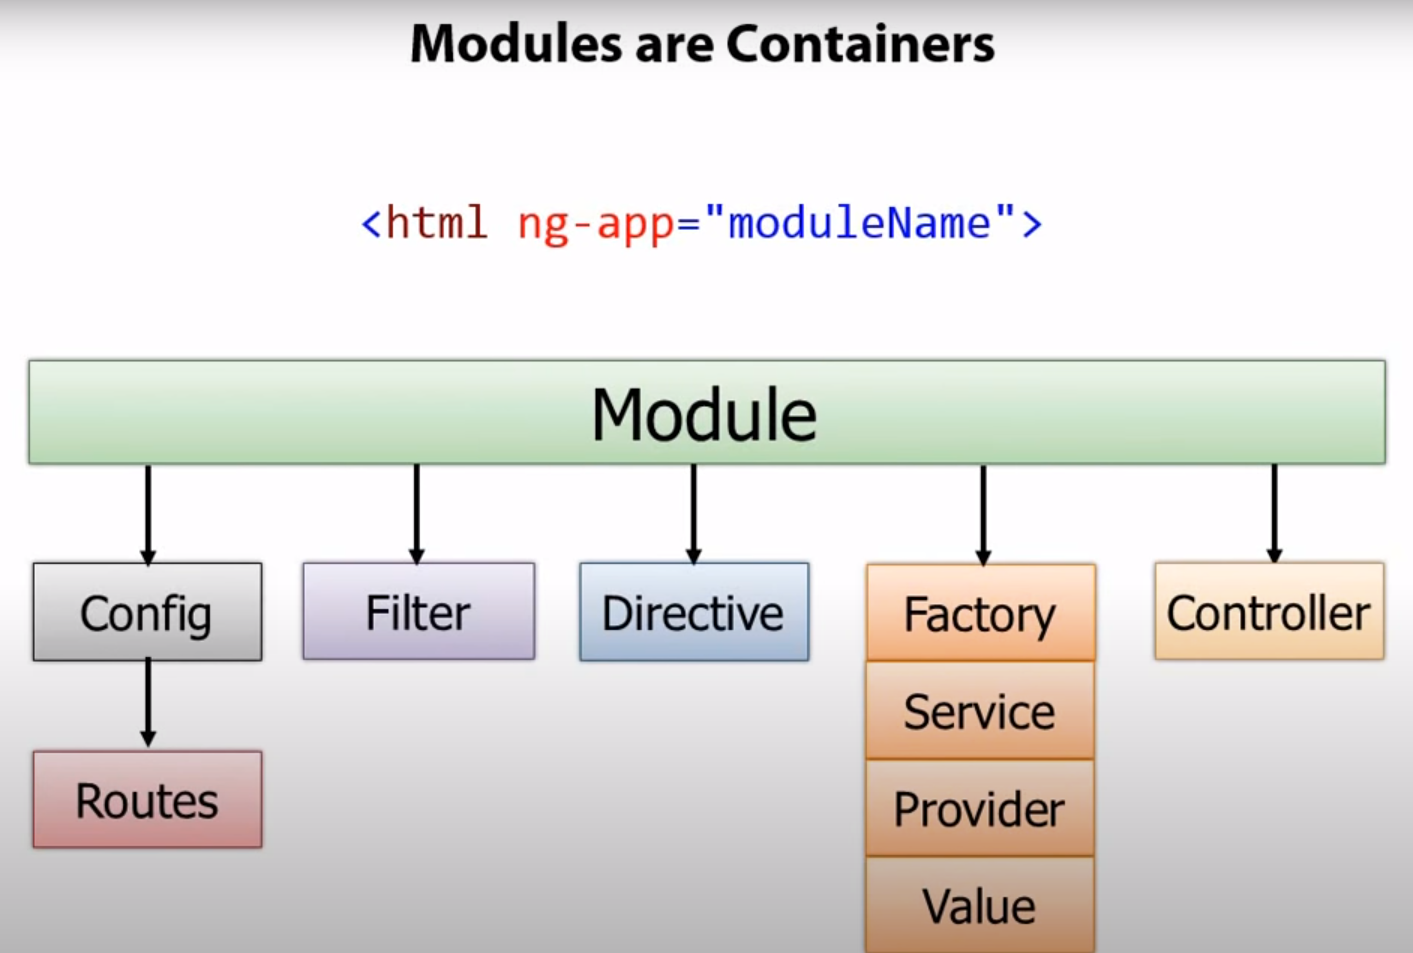 Modules are Containers
<html ng-app="moduleName">
Module
Config
Filter
Directive
Factory
Controller
Service
Routes
Provider
Value